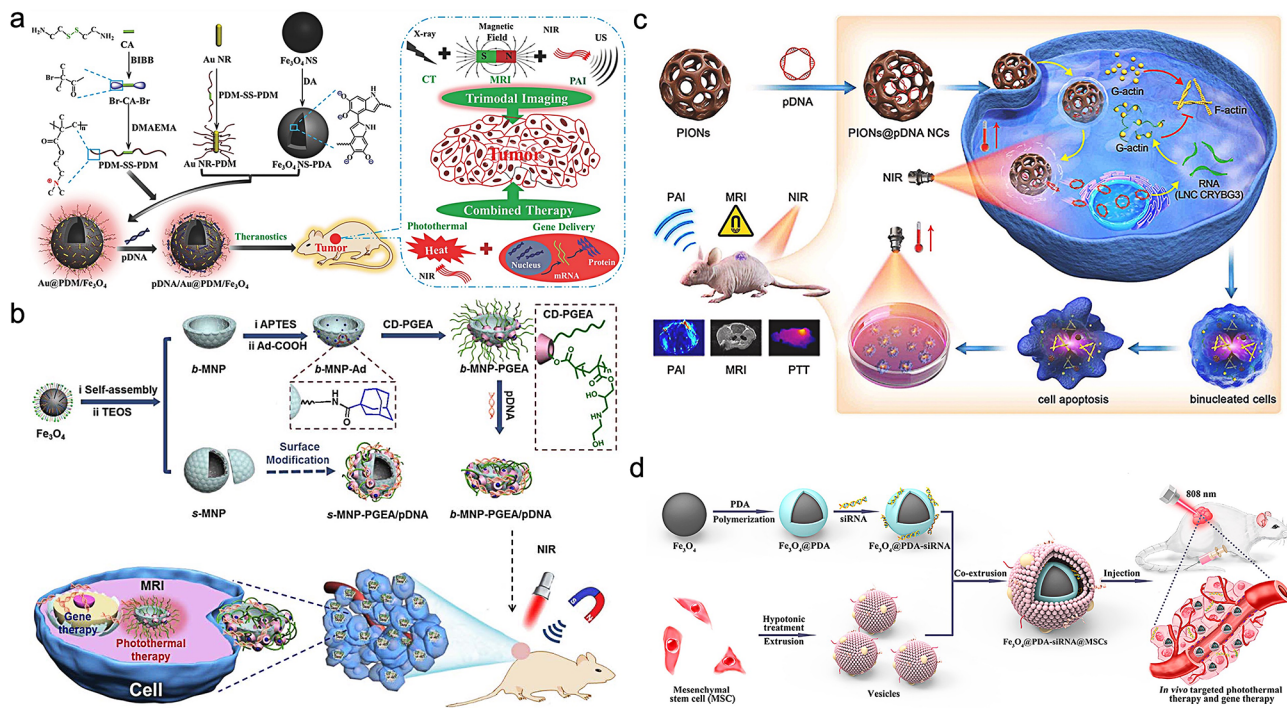 a
H₂N
S
S
NH₂
CA
BIBB
Br
O
Br-CA-Br
DMAEMA
PDM-SS-PDM
Au NR
PDM-SS-PDM
Au NR-PDM
Fe₃O₄ NS
DA
Fe₃O₄ NS-PDA
Au@PDM/Fe₃O₄
pDNA
pDNA/Au@PDM/Fe₃O₄
Theranostics
Tumor
X-ray
+
Magnetic
Field
S N
+
NIR
US
CT
MRI
PAI
Trimodal Imaging
Tumor
Combined Therapy
Photothermal
Gene Delivery
Heat
+
NIR
Nucleus
mRNA
Protein
b
Fe₃O₄
i Self-assembly
ii TEOS
b-MNP
i APTES
ii Ad-COOH
b-MNP-Ad
CD-PGEA
b-MNP-PGEA
CD-PGEA
H
N
O
O
O
O
O
n
OH
HN
OH
pDNA
s-MNP
Surface
Modification
s-MNP-PGEA/pDNA
b-MNP-PGEA/pDNA
NIR
MRI
Gene
therapy
Photothermal
therapy
Cell
c
PIONs
pDNA
PIONs@pDNA NCs
G-actin
F-actin
G-actin
RNA
(LNC CRYBG3)
NIR
PAI
MRI
NIR
PAI
MRI
PTT
cell apoptosis
binucleated cells
d
Fe₃O₄
PDA
Polymerization
Fe₃O₄@PDA
siRNA
Fe₃O₄@PDA-siRNA
Co-extrusion
Fe₃O₄@PDA-siRNA@MSCs
Injection
808 nm
Mesenchymal
stem cell (MSC)
Hypotonic
treatment
Extrusion
Vesicles
In vivo targeted photothermal
therapy and gene therapy